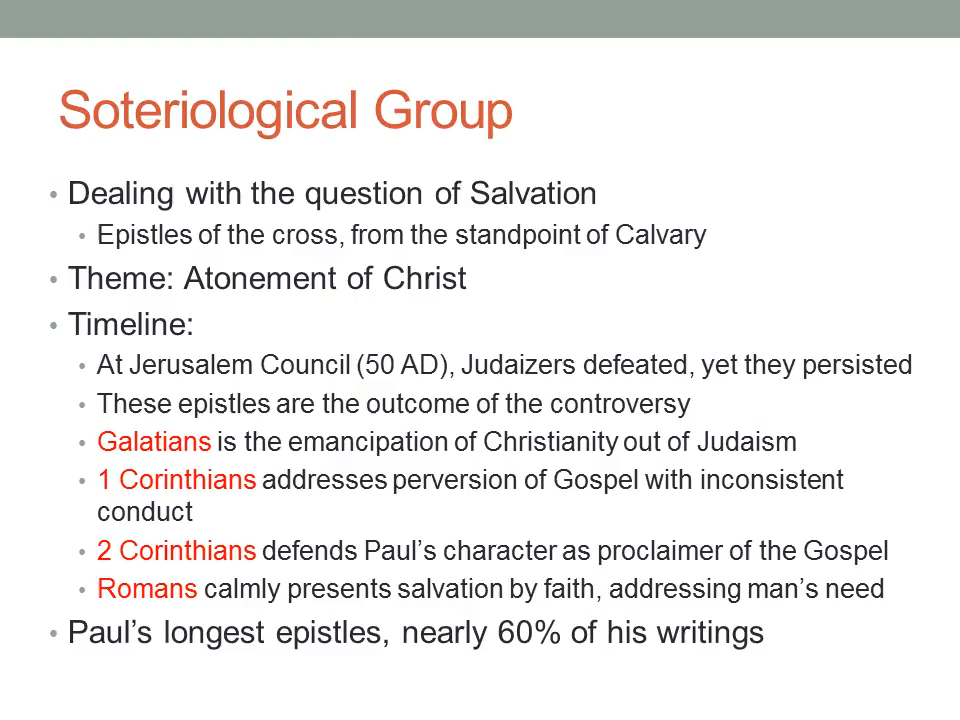 Soteriological Group
• Dealing with the question of Salvation
• Epistles of the cross, from the standpoint of Calvary
• Theme: Atonement of Christ
• Timeline:
• At Jerusalem Council (50 AD), Judaizers defeated, yet they persisted
• These epistles are the outcome of the controversy
• Galatians is the emancipation of Christianity out of Judaism
• 1 Corinthians addresses perversion of Gospel with inconsistent
conduct
• 2 Corinthians defends Paul’s character as proclaimer of the Gospel
• Romans calmly presents salvation by faith, addressing man’s need
• Paul’s longest epistles, nearly 60% of his writings